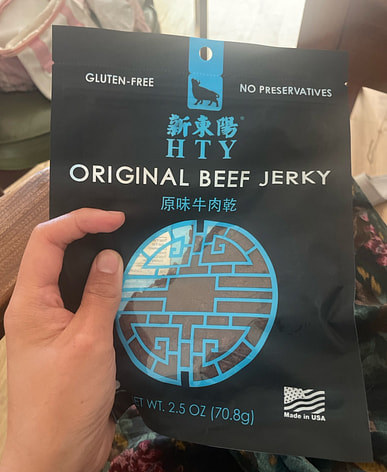 GLUTEN-FREE
NO PRESERVATIVES
新東陽®
HTY
ORIGINAL BEEF JERKY
原味牛肉乾
ET WT. 2.5 OZ (70.8g)
Made in USA